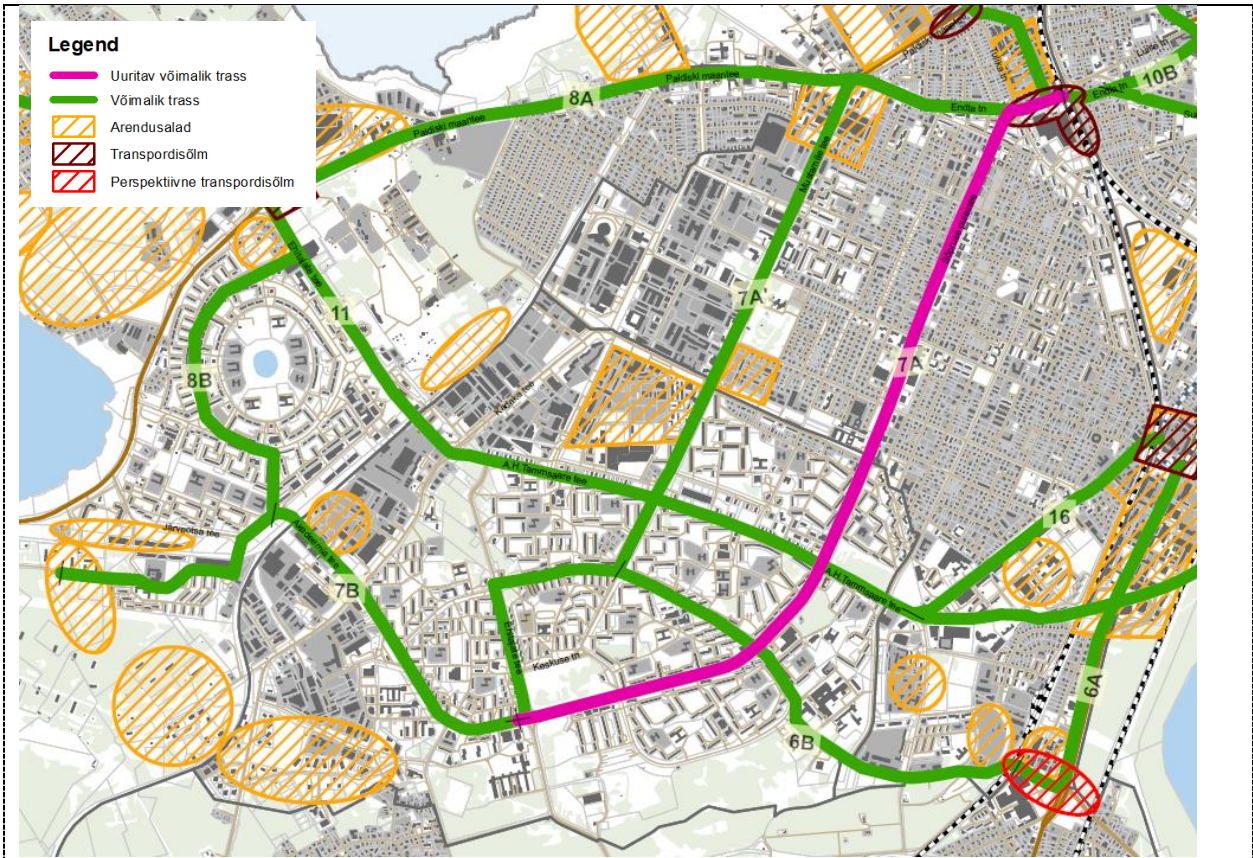 Legend
Uuritav võimalik trass
Võimalik trass
Arendusalad
Transpordisõlm
Perspektiivne transpordisõlm
Paldiski maantee
8A
Paldiski maantee
Endla tn
Endla tn
10B
Mustamäe tee
Ehitajate tee
11
7A
7A
8B
Kadaka tee
A.H.Tammsaare tee
16
Järveotsa tee
Akadeemia tee
7B
A.H.Tammsaare tee
Ehitajate tee
Keskuse tn
6A
6B